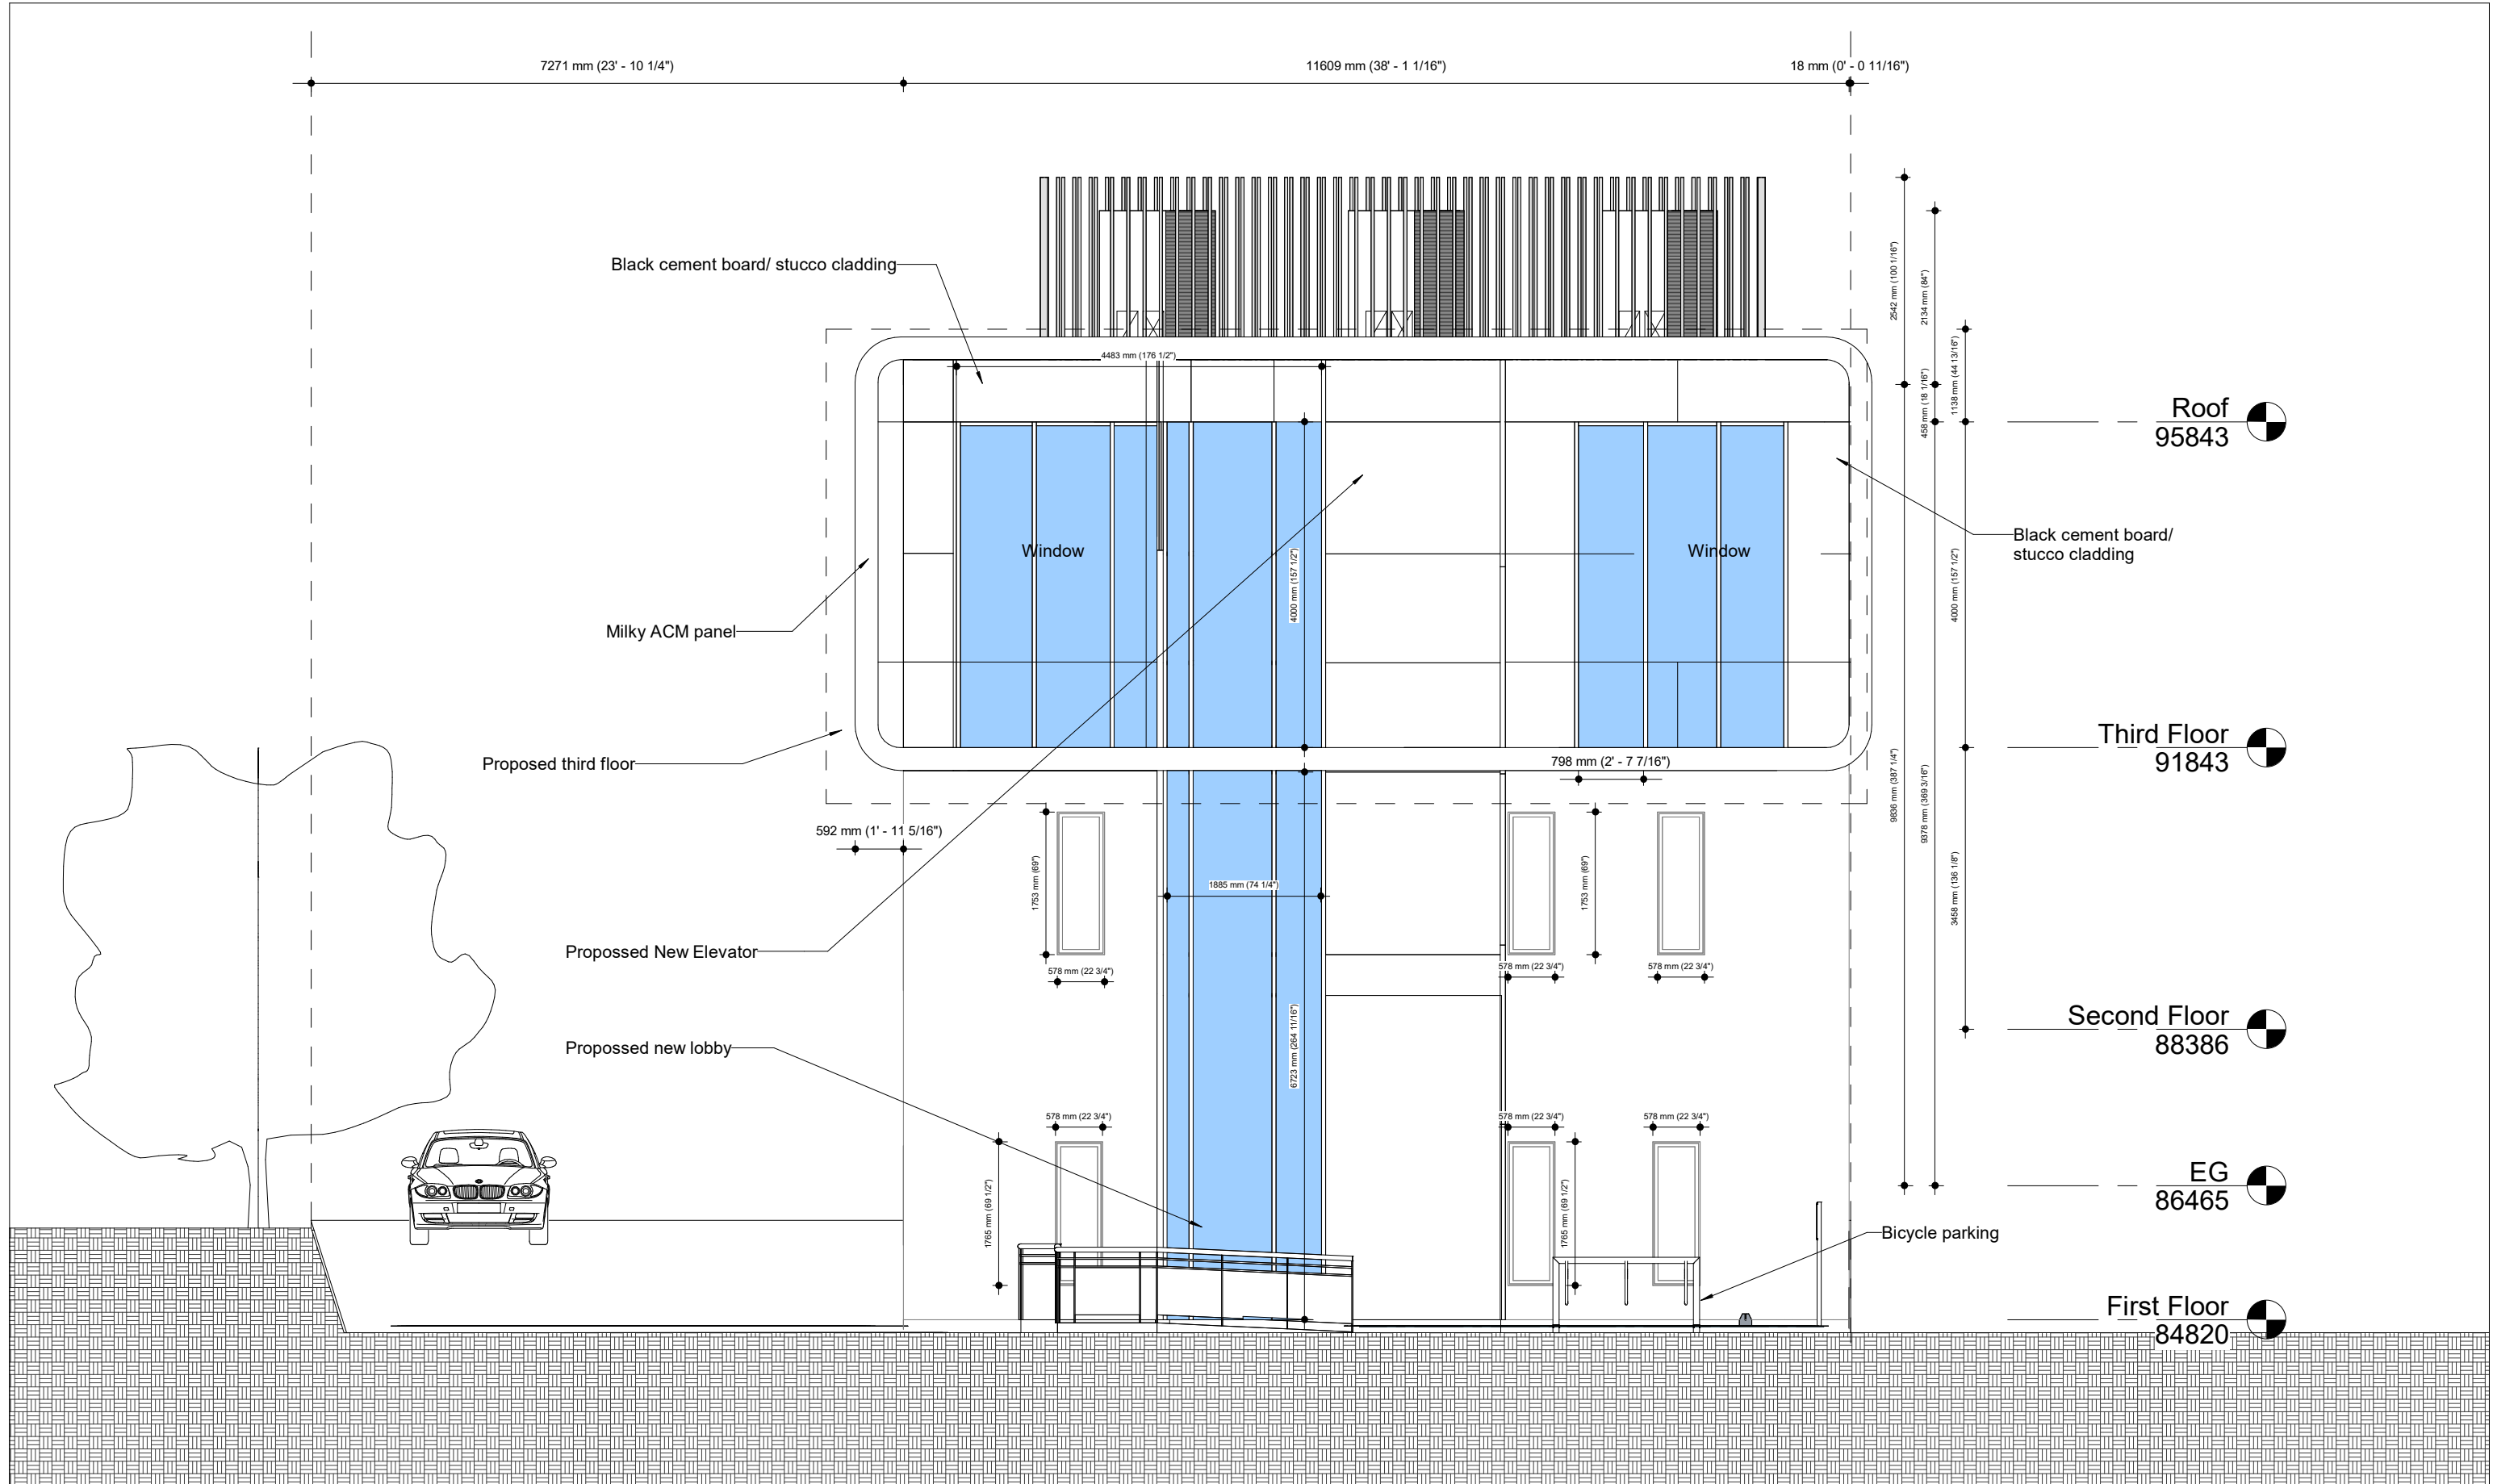 7271 mm (23' - 10 1/4")
11609 mm (38' - 1 1/16")
18 mm (0' - 0 11/16")
Black cement board/ stucco cladding
2542 mm (100 1/16")
2134 mm (84")
4483 mm (176 1/2")
1138 mm (44 13/16")
458 mm (18 1/16")
Roof
95843
Window
Window
4000 mm (157 1/2")
4000 mm (157 1/2")
Black cement board/
stucco cladding
Milky ACM panel
Proposed third floor
Third Floor
91843
798 mm (2' - 7 7/16")
9836 mm (387 1/4")
9378 mm (369 3/16")
592 mm (1' - 11 5/16")
1753 mm (69")
1753 mm (69")
1885 mm (74 1/4")
3458 mm (136 1/8")
Propossed New Elevator
578 mm (22 3/4")
578 mm (22 3/4")
578 mm (22 3/4")
Second Floor
88386
Propossed new lobby
6723 mm (264 11/16")
578 mm (22 3/4")
578 mm (22 3/4")
578 mm (22 3/4")
EG
86465
1765 mm (69 1/2")
1765 mm (69 1/2")
Bicycle parking
First Floor
84820